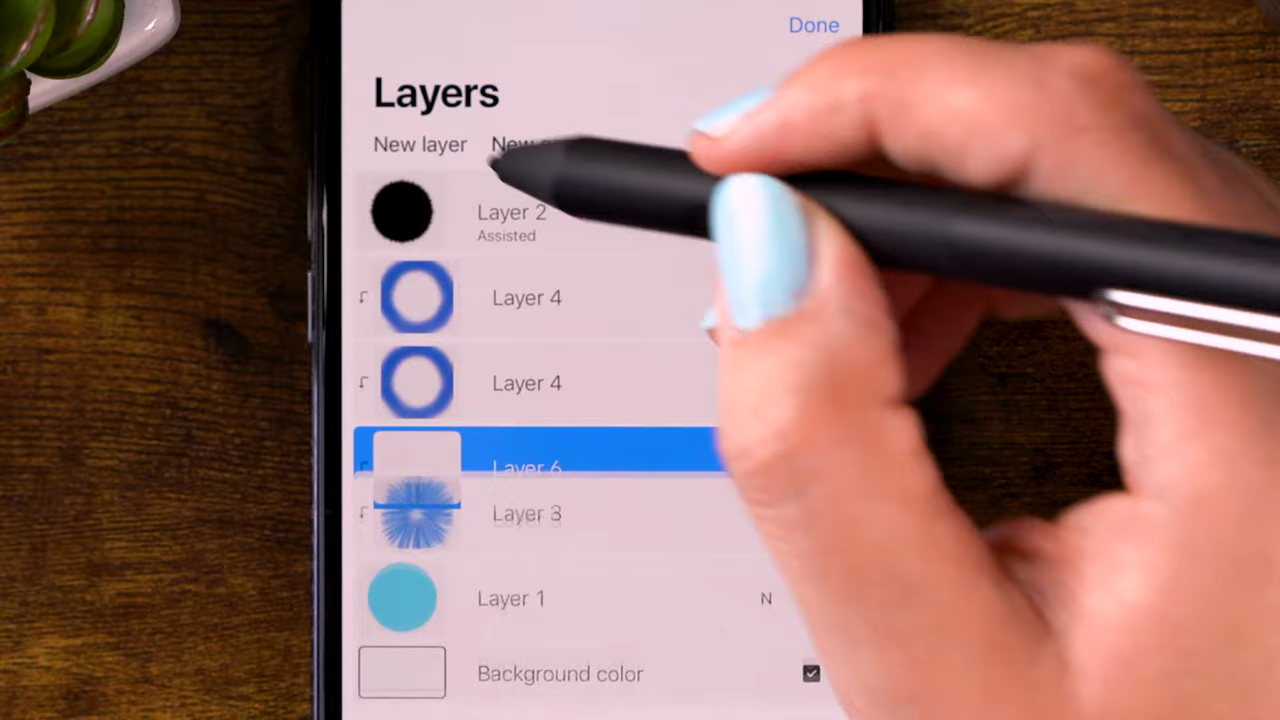 Done
Layers
New layer New
Layer 2
Assisted
Layer 4
Layer 4
Layer 6
Layer 3
Layer 1 N
Background color